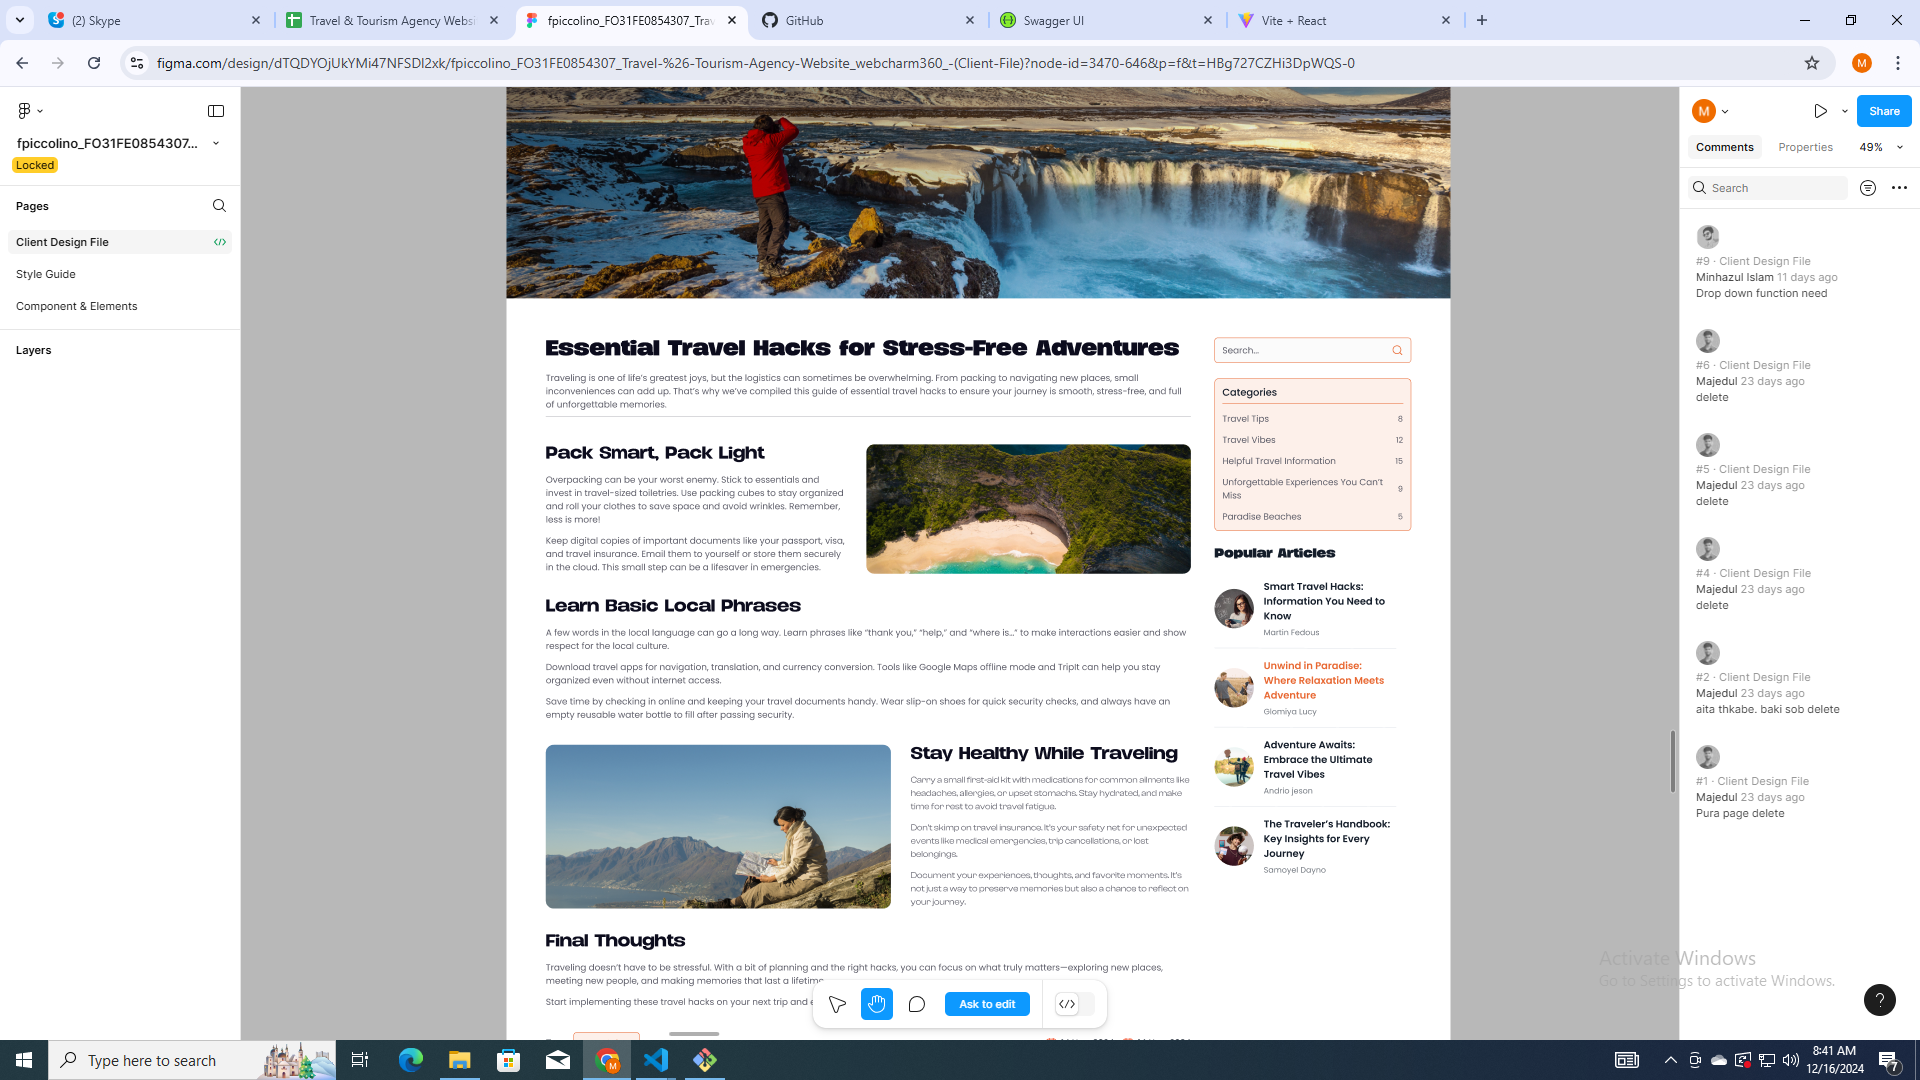 (2) Skype
Travel & Tourism Agency Websi
fpiccolino_FO31FE0854307_Trav
GitHub
Swagger UI
Vite + React
figma.com/design/dTQDYOjUkYMi47NFSDl2xk/fpiccolino_FO31FE0854307_Travel-%26-Tourism-Agency-Website_webcharm360_-(Client-File)?node-id=3470-646&p=f&t=HBg727CZHi3DpWQS-0
M
fpiccolino_FO31FE0854307...
Locked
Pages
Client Design File
Style Guide
Component & Elements
Layers
Essential Travel Hacks for Stress-Free Adventures
Traveling is one of life's greatest joys, but the logistics can sometimes be overwhelming. From packing to navigating new places, small
inconveniences can add up. That's why we've compiled this guide of essential travel hacks to ensure your journey is smooth, stress-free, and full
of unforgettable memories.
Pack Smart, Pack Light
Overpacking can be your worst enemy. Stick to essentials and
invest in travel-sized toiletries. Use packing cubes to stay organized
and roll your clothes to save space and avoid wrinkles. Remember,
less is more!
Keep digital copies of important documents like your passport, visa,
and travel insurance. Email them to yourself or store them securely
in the cloud. This small step can be a lifesaver in emergencies.
Learn Basic Local Phrases
A few words in the local language can go a long way. Learn phrases like "thank you," "help," and "where is..." to make interactions easier and show
respect for the local culture.
Download travel apps for navigation, translation, and currency conversion. Tools like Google Maps offline mode and TripIt can help you stay
organized even without internet access.
Save time by checking in online and keeping your travel documents handy. Wear slip-on shoes for quick security checks, and always have an
empty reusable water bottle to fill after passing security.
Stay Healthy While Traveling
Carry a small first-aid kit with medications for common ailments like
headaches, allergies, or upset stomachs. Stay hydrated, and make
time for rest to avoid travel fatigue.
Don't skimp on travel insurance. It's your safety net for unexpected
events like medical emergencies, trip cancellations, or lost
belongings.
Document your experiences, thoughts, and favorite moments. It's
not just a way to preserve memories but also a chance to reflect on
your journey.
Final Thoughts
Traveling doesn't have to be stressful. With a bit of planning and the right hacks, you can focus on what truly matters—exploring new places,
meeting new people, and making memories that last a lifetime
Start implementing these travel hacks on your next trip and e
Search...
Categories
Travel Tips 8
Travel Vibes 12
Helpful Travel Information 15
Unforgettable Experiences You Can't
Miss 9
Paradise Beaches 5
Popular Articles
Smart Travel Hacks:
Information You Need to
Know
Martin Fedous
Unwind in Paradise:
Where Relaxation Meets
Adventure
Glomiya Lucy
Adventure Awaits:
Embrace the Ultimate
Travel Vibes
Andrio jeson
The Traveler's Handbook:
Key Insights for Every
Journey
Samoyel Dayno
Ask to edit
M
Share
Comments
Properties
49%
Search
#9 · Client Design File
Minhazul Islam 11 days ago
Drop down function need
#6 · Client Design File
Majedul 23 days ago
delete
#5 · Client Design File
Majedul 23 days ago
delete
#4 · Client Design File
Majedul 23 days ago
delete
#2 · Client Design File
Majedul 23 days ago
aita thkabe. baki sob delete
#1 · Client Design File
Majedul 23 days ago
Pura page delete
Activate Windows
Go to Settings to activate Windows.
?
Type here to search
8:41 AM
12/16/2024
7